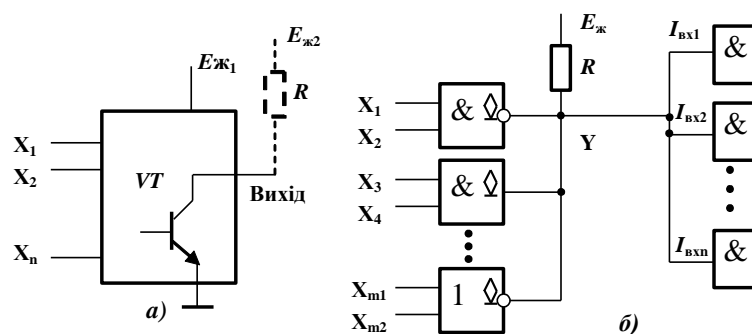 Eж₁
Eж2
R
X₁
X₂
Xn
VT
Вихід
а)
Eж
R
X₁
X₂
&
X₃
X₄
&
Xm1
Xm2
1
Y
Iвх1
&
Iвх2
&
Iвхn
&
б)